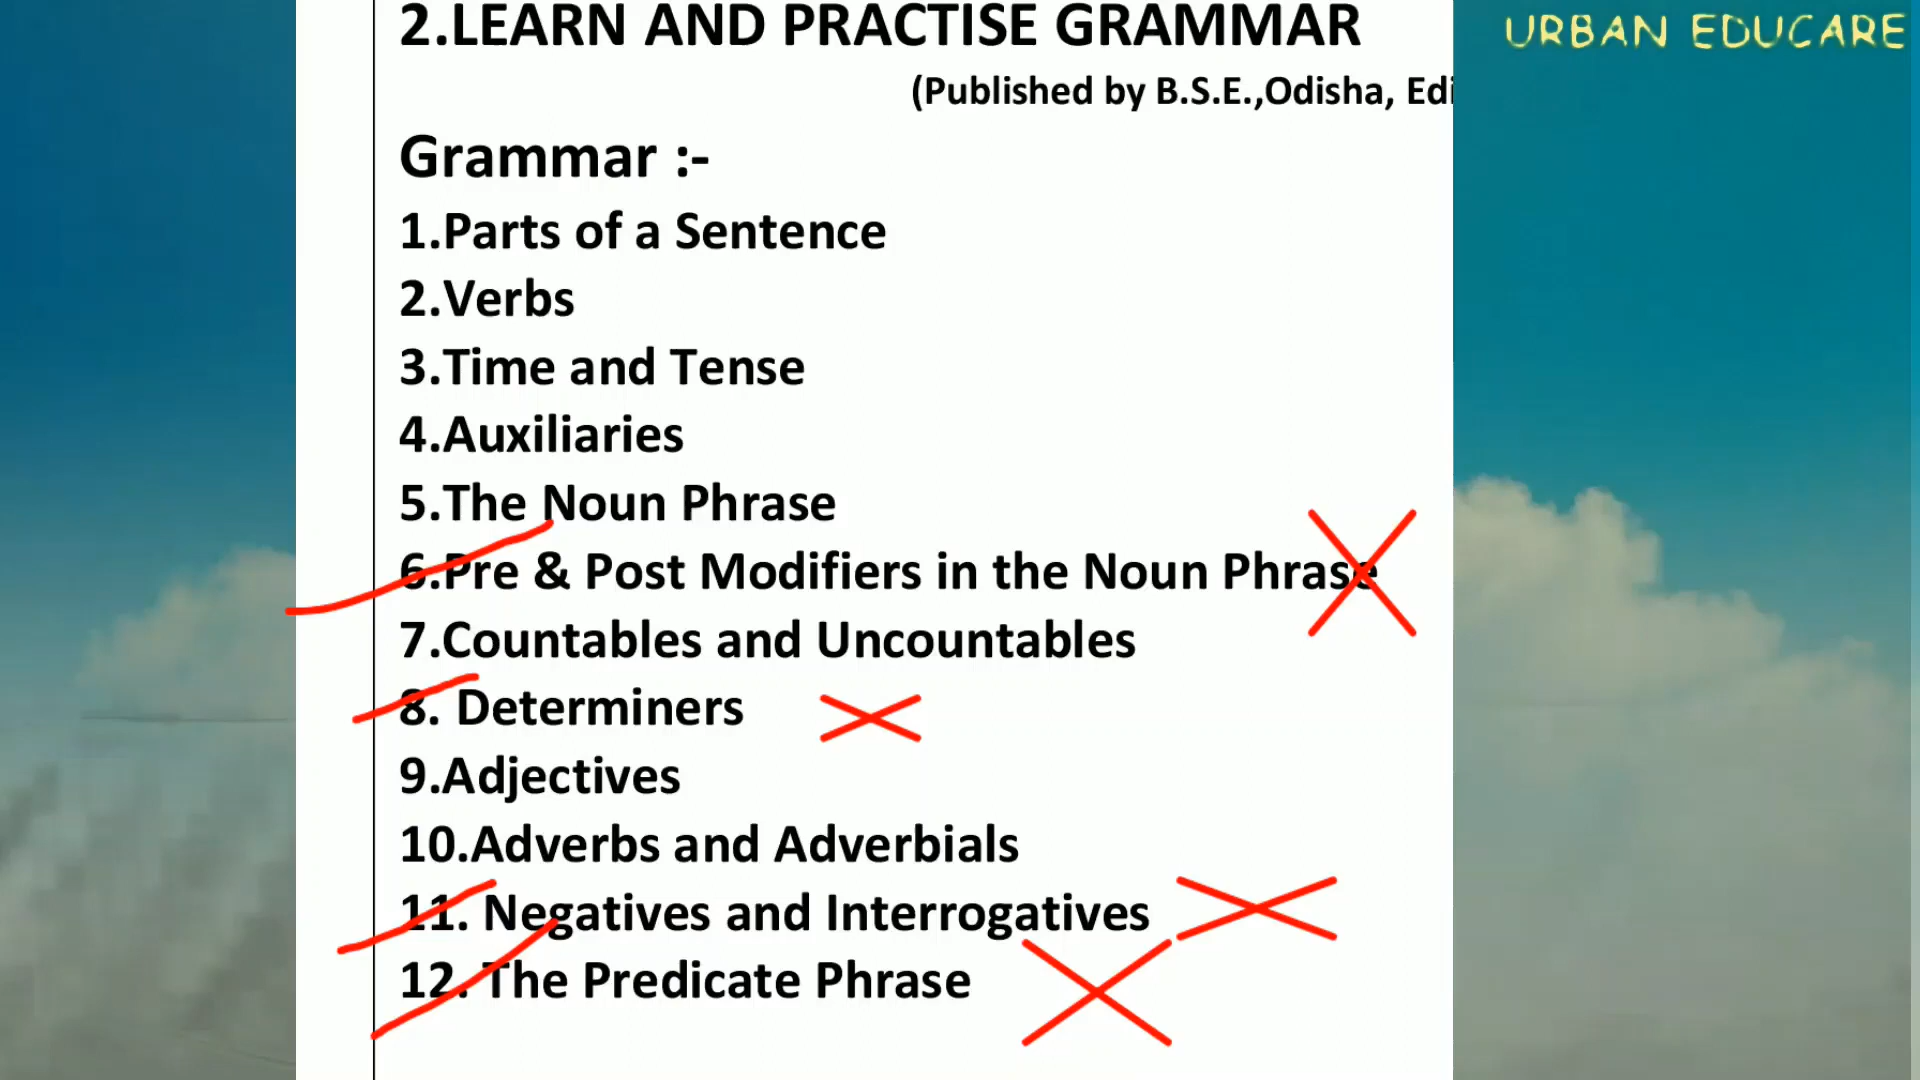 2.LEARN AND PRACTISE GRAMMAR
URBAN EDUCARE
(Published by B.S.E.,Odisha, Edi
Grammar :-
1.Parts of a Sentence
2.Verbs
3.Time and Tense
4.Auxiliaries
5.The Noun Phrase
6.Pre & Post Modifiers in the Noun Phrase
7.Countables and Uncountables
8. Determiners
9.Adjectives
10.Adverbs and Adverbials
11. Negatives and Interrogatives
12. The Predicate Phrase